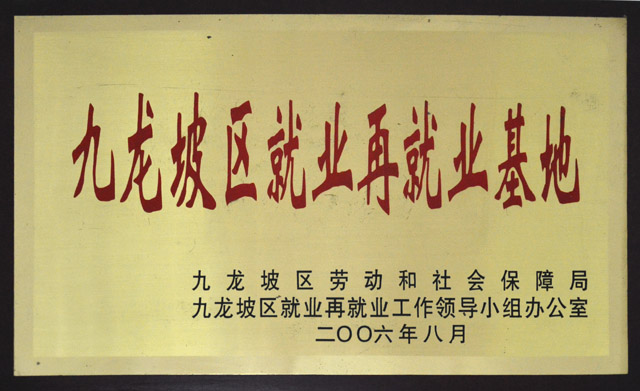 九龙坡区就业再就业基地
九龙坡区劳动和社会保障局
九龙坡区就业再就业工作领导小组办公室
二〇〇六年八月